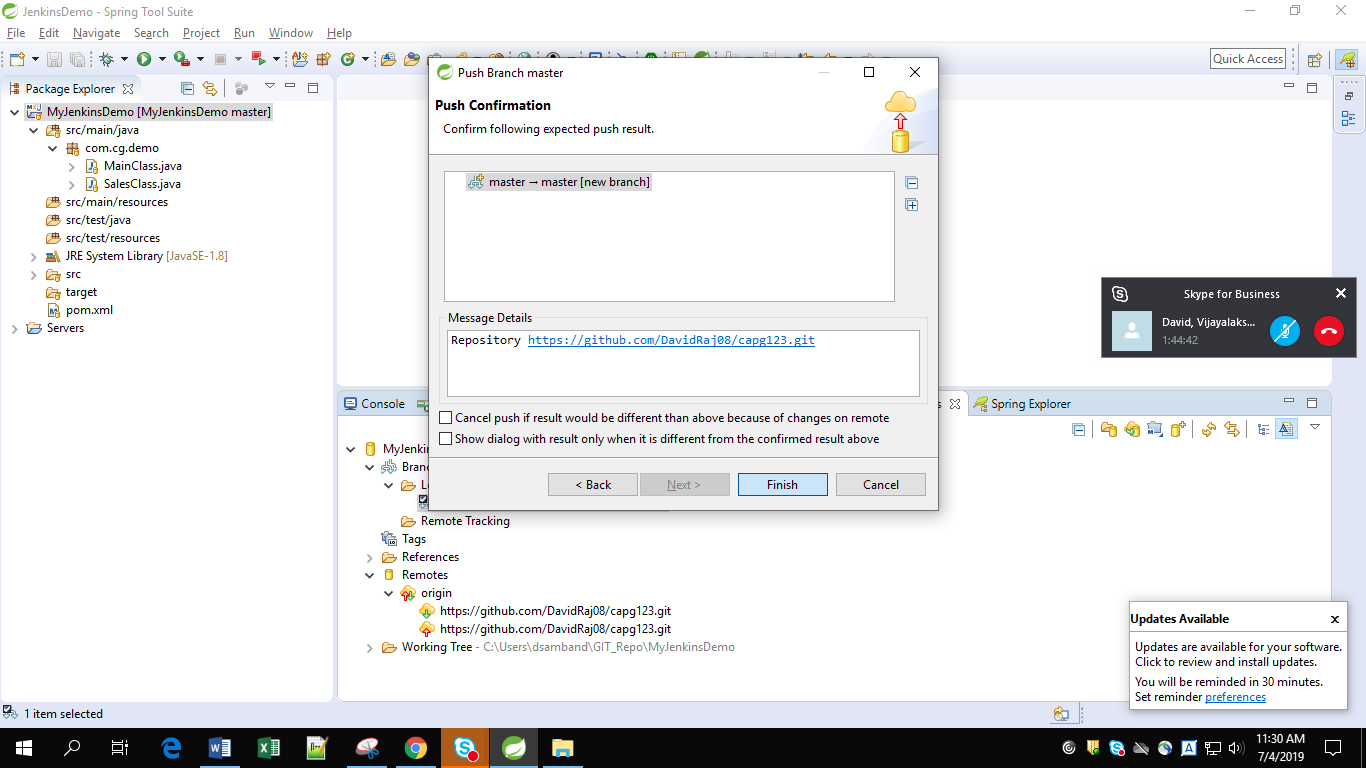 JenkinsDemo - Spring Tool Suite
File Edit Navigate Search Project Run Window Help
Quick Access
Package Explorer
MyJenkinsDemo [MyJenkinsDemo master]
src/main/java
com.cg.demo
MainClass.java
SalesClass.java
src/main/resources
src/test/java
src/test/resources
JRE System Library [JavaSE-1.8]
src
target
pom.xml
Servers
Push Branch master
Push Confirmation
Confirm following expected push result.
master → master [new branch]
Message Details
Repository https://github.com/DavidRaj08/capg123.git
Cancel push if result would be different than above because of changes on remote
Show dialog with result only when it is different from the confirmed result above
< Back Next > Finish Cancel
Skype for Business
David, Vijayalaks...
1:44:42
Console
Spring Explorer
Remote Tracking
Tags
References
Remotes
origin
https://github.com/DavidRaj08/capg123.git
https://github.com/DavidRaj08/capg123.git
Working Tree - C:\Users\dsamband\GIT_Repo\MyJenkinsDemo
Updates Available
Updates are available for your software.
Click to review and install updates.
You will be reminded in 30 minutes.
Set reminder preferences
1 item selected
11:30 AM
7/4/2019